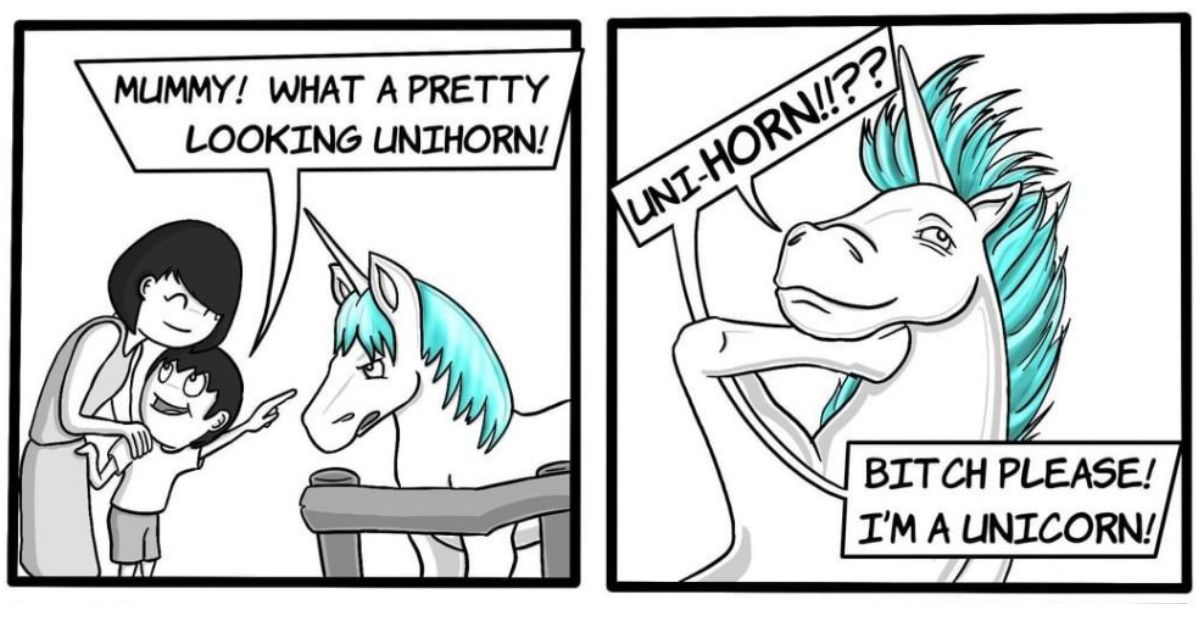 MUMMY! WHAT A PRETTY
LOOKING UNIHORN!
UNI-HORN!!??
BITCH PLEASE!
I'M A UNICORN!